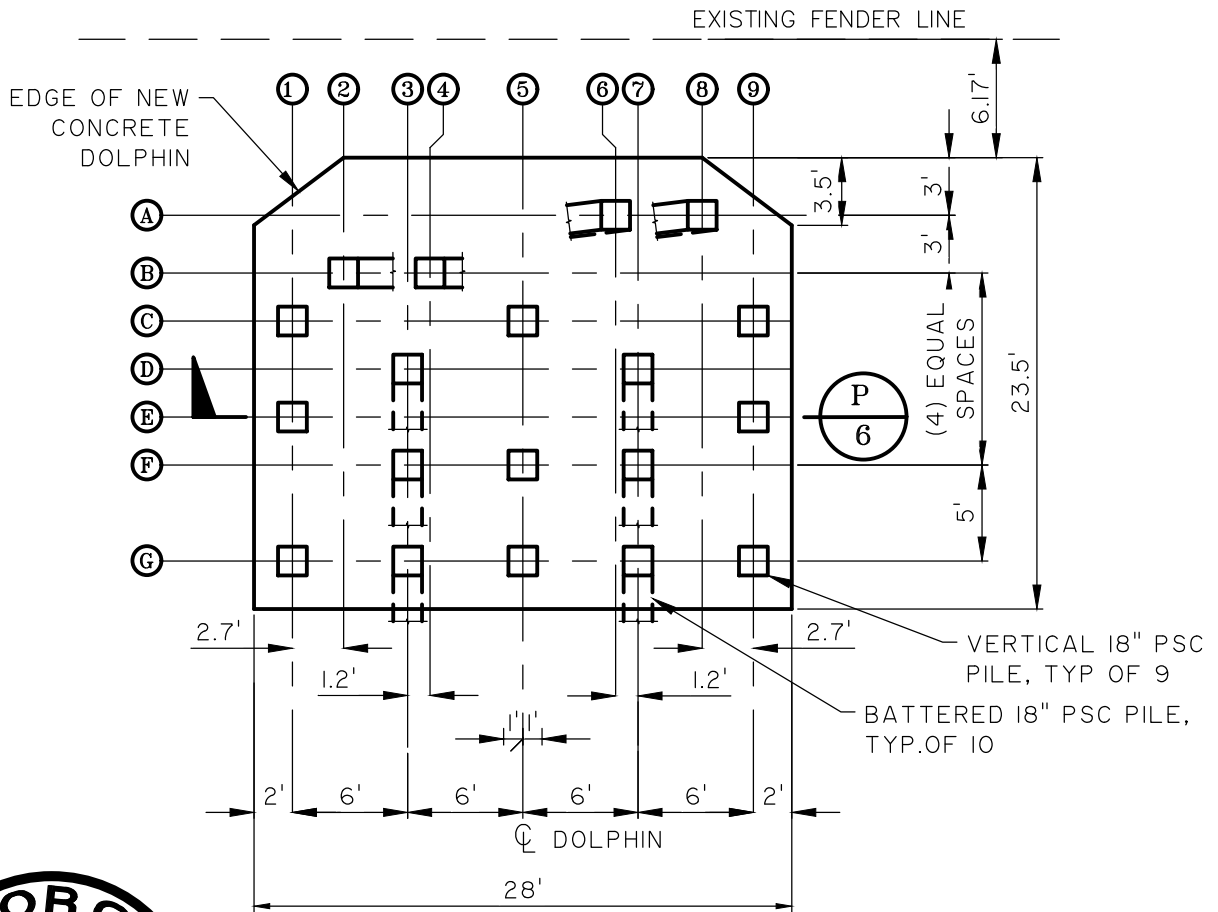 EXISTING FENDER LINE
EDGE OF NEW
CONCRETE
DOLPHIN
1 2 3 4 5 6 7 8 9
6.17'
A
B
C
D
E
F
G
3.5'
3'
3'
(4) EQUAL
SPACES
23.5'
P
6
5'
2.7'
2.7'
1.2'
1.2'
1' 1'
VERTICAL 18" PSC
PILE, TYP OF 9
BATTERED 18" PSC PILE,
TYP.OF 10
2' 6' 6' 6' 6' 2'
℄ DOLPHIN
28'